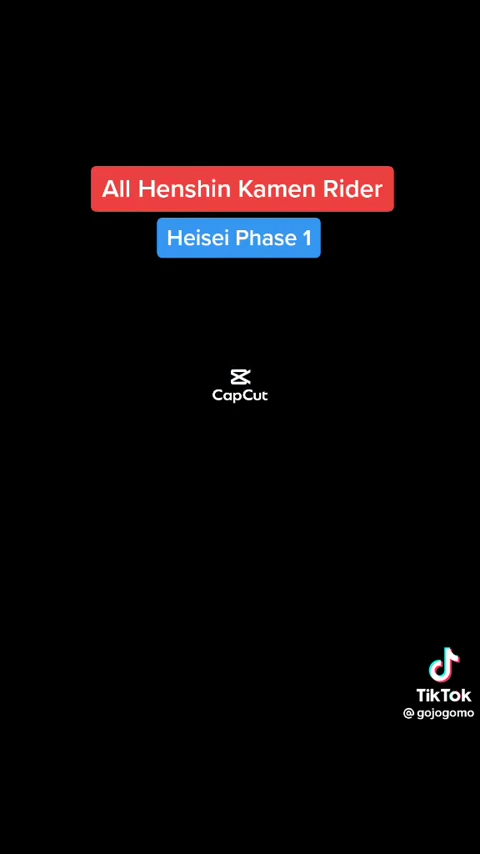 All Henshin Kamen Rider
Heisei Phase 1
CapCut
TikTok
@ gojogomo